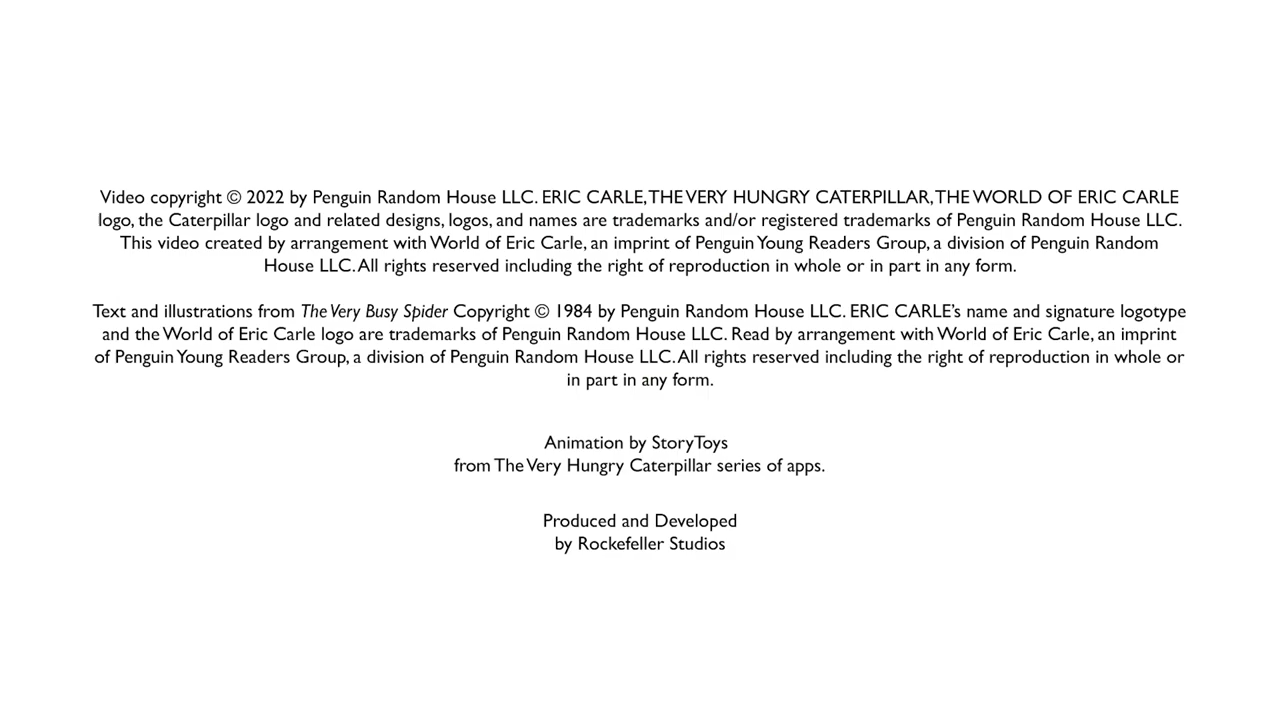 Video copyright © 2022 by Penguin Random House LLC. ERIC CARLE, THE VERY HUNGRY CATERPILLAR, THE WORLD OF ERIC CARLE
logo, the Caterpillar logo and related designs, logos, and names are trademarks and/or registered trademarks of Penguin Random House LLC.
This video created by arrangement with World of Eric Carle, an imprint of Penguin Young Readers Group, a division of Penguin Random
House LLC. All rights reserved including the right of reproduction in whole or in part in any form.
Text and illustrations from The Very Busy Spider Copyright © 1984 by Penguin Random House LLC. ERIC CARLE’s name and signature logotype
and the World of Eric Carle logo are trademarks of Penguin Random House LLC. Read by arrangement with World of Eric Carle, an imprint
of Penguin Young Readers Group, a division of Penguin Random House LLC. All rights reserved including the right of reproduction in whole or
in part in any form.
Animation by StoryToys
from The Very Hungry Caterpillar series of apps.
Produced and Developed
by Rockefeller Studios